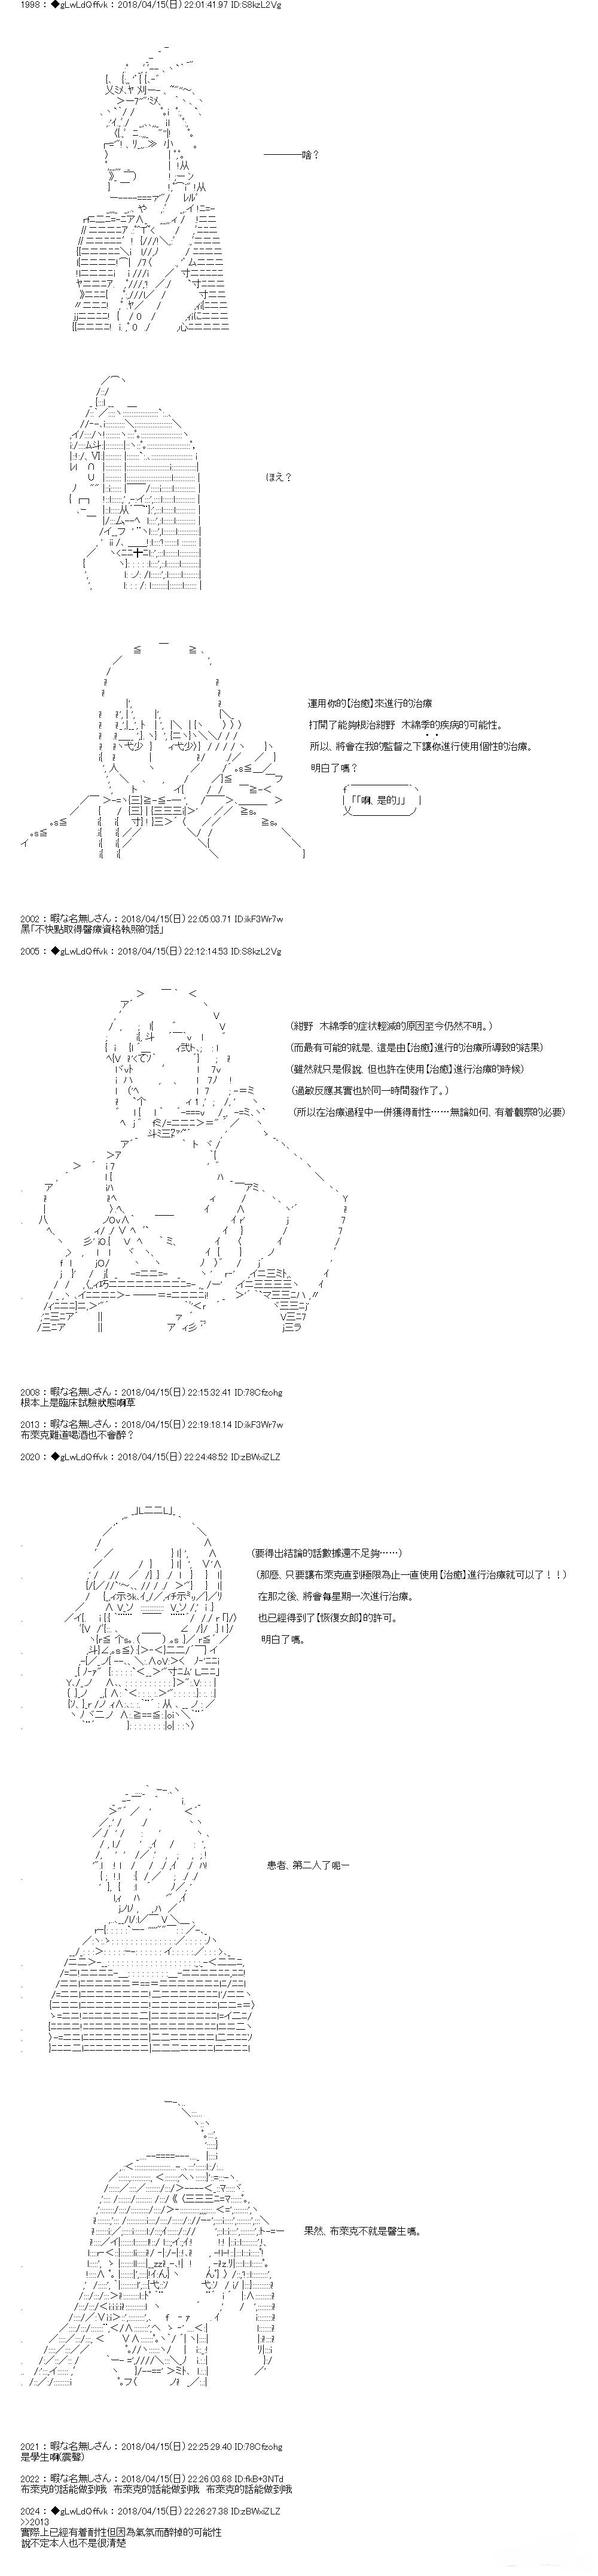 1998 : ◆gLwLdQffvk : 2018/04/15(日) 22:01:41.97 ID:S8kzL2Vg
――――啥？
ほえ？
運用你的【治癒】來進行的治療
打開了能夠根治紺野 木綿季的疾病的可能性。
所以、將會在我的監督之下讓你進行使用個性的治療。
明白了嗎？
「「啊、是的」」
2002 : 暇な名無しさん : 2018/04/15(日) 22:05:03.71 ID:ikF3Wr7w
黑「不快點取得醫療資格執照的話」
2005 : ◆gLwLdQffvk : 2018/04/15(日) 22:12:14.53 ID:S8kzL2Vg
（紺野 木綿季的症状輕減的原因至今仍然不明。）
（而最有可能的就是、這是由【治癒】進行的治療所導致的結果）
（雖然就只是假説、但也許在使用【治癒】進行治療的時候）
（過敏反應其實也於同一時間發作了。）
（所以在治療過程中一併獲得耐性……無論如何、有着觀察的必要）
2008 : 暇な名無しさん : 2018/04/15(日) 22:15:32.41 ID:78Cfzohg
根本上是臨床試驗狀態啊草
2013 : 暇な名無しさん : 2018/04/15(日) 22:19:18.14 ID:ikF3Wr7w
布萊克難道喝酒也不會醉？
2020 : ◆gLwLdQffvk : 2018/04/15(日) 22:24:48.52 ID:zBWxiZLZ
（要得出結論的話數據還不足夠……）
（那麼、只要讓布萊克直到極限為止一直使用【治癒】進行治療就可以了！！）
在那之後、將會每星期一次進行治療。
也已經得到了【恢復女郎】的許可。
明白了嗎。
患者、第二人了呢ー
果然、布萊克不就是醫生嗎。
2021 : 暇な名無しさん : 2018/04/15(日) 22:25:29.40 ID:78Cfzohg
是學生啊(震聲)
2022 : 暇な名無しさん : 2018/04/15(日) 22:26:03.68 ID:fkB+3NTd
布萊克的話能做到哦 布萊克的話能做到哦 布萊克的話能做到哦
2024 : ◆gLwLdQffvk : 2018/04/15(日) 22:26:27.38 ID:zBWxiZLZ
>>2013
實際上已經有着耐性但因為氣氛而醉掉的可能性
說不定本人也不是很清楚